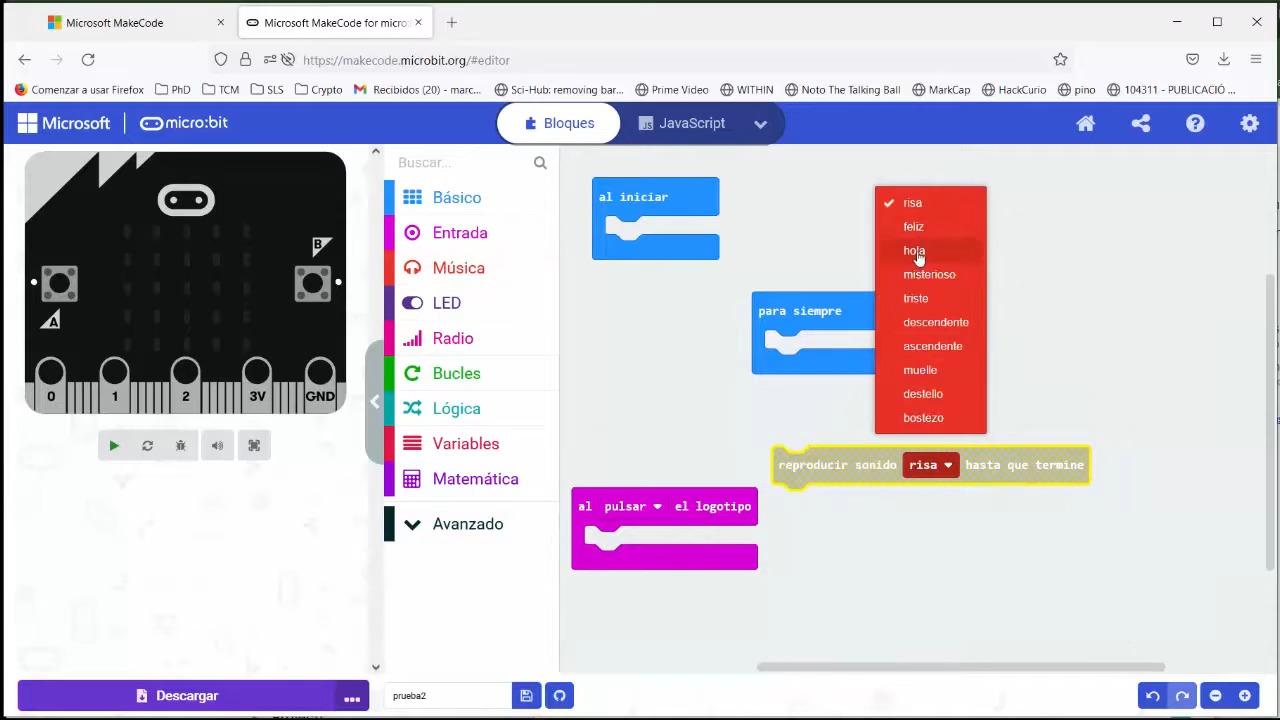 Microsoft MakeCode
Microsoft MakeCode for micro:
https://makecode.microbit.org/#editor
Comenzar a usar Firefox
PhD
TCM
SLS
Crypto
Recibidos (20) - marc...
Sci-Hub: removing bar...
Prime Video
WITHIN
Noto The Talking Ball
MarkCap
HackCurio
pino
104311 - PUBLICACIÓ ...
Microsoft
micro:bit
Bloques
JS JavaScript
Buscar...
Básico
Entrada
Música
LED
Radio
Bucles
Lógica
Variables
Matemática
Avanzado
A
B
0
1
2
3V
GND
al iniciar
para siempre
risa
feliz
hola
misterioso
triste
descendente
ascendente
muelle
destello
bostezo
reproducir sonido risa hasta que termine
al pulsar el logotipo
Descargar
...
prueba2